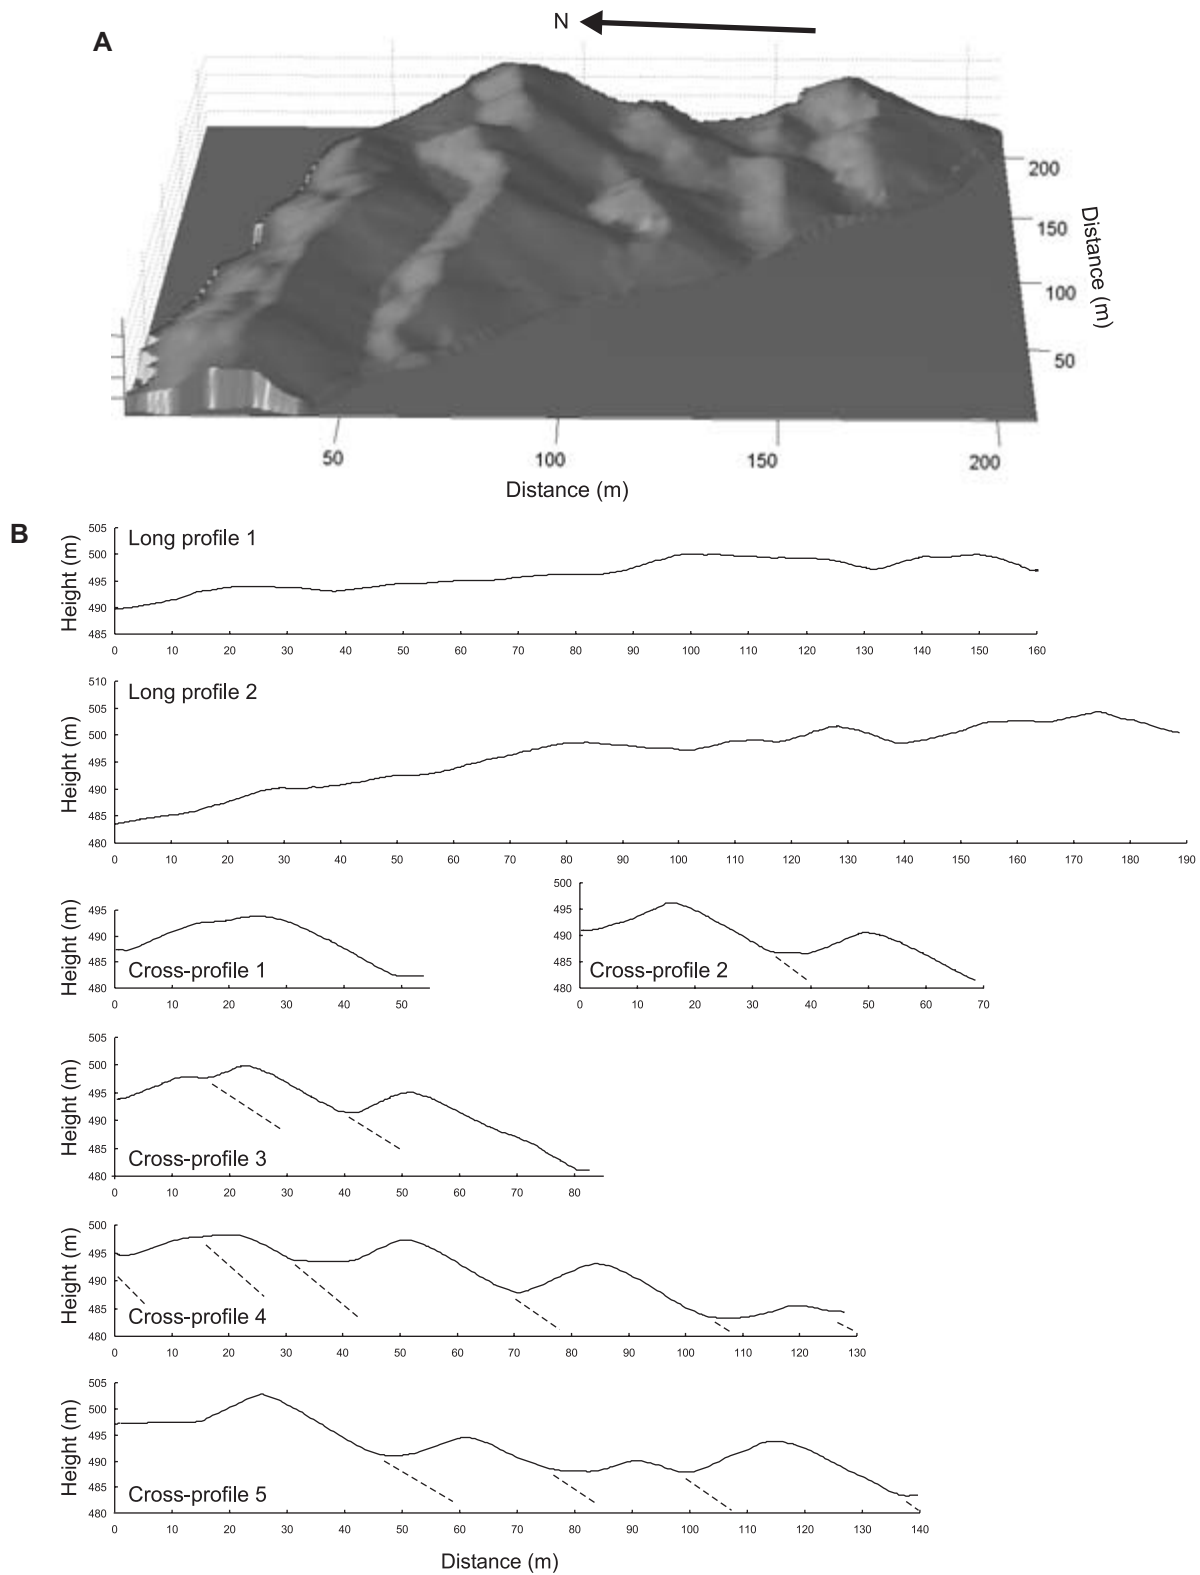 N
A
200
150
100
50
Distance (m)
50
100
150
200
Distance (m)
B
Long profile 1
Height (m)
505
500
495
490
485
0 10 20 30 40 50 60 70 80 90 100 110 120 130 140 150 160
Long profile 2
Height (m)
510
505
500
495
490
485
480
0 10 20 30 40 50 60 70 80 90 100 110 120 130 140 150 160 170 180 190
Height (m)
495
490
485
480
Cross-profile 1
0 10 20 30 40 50
500
495
490
485
480
Cross-profile 2
0 10 20 30 40 50 60 70
Height (m)
505
500
495
490
485
480
Cross-profile 3
0 10 20 30 40 50 60 70 80
Height (m)
500
495
490
485
480
Cross-profile 4
0 10 20 30 40 50 60 70 80 90 100 110 120 130
Height (m)
505
500
495
490
485
480
Cross-profile 5
0 10 20 30 40 50 60 70 80 90 100 110 120 130 140
Distance (m)